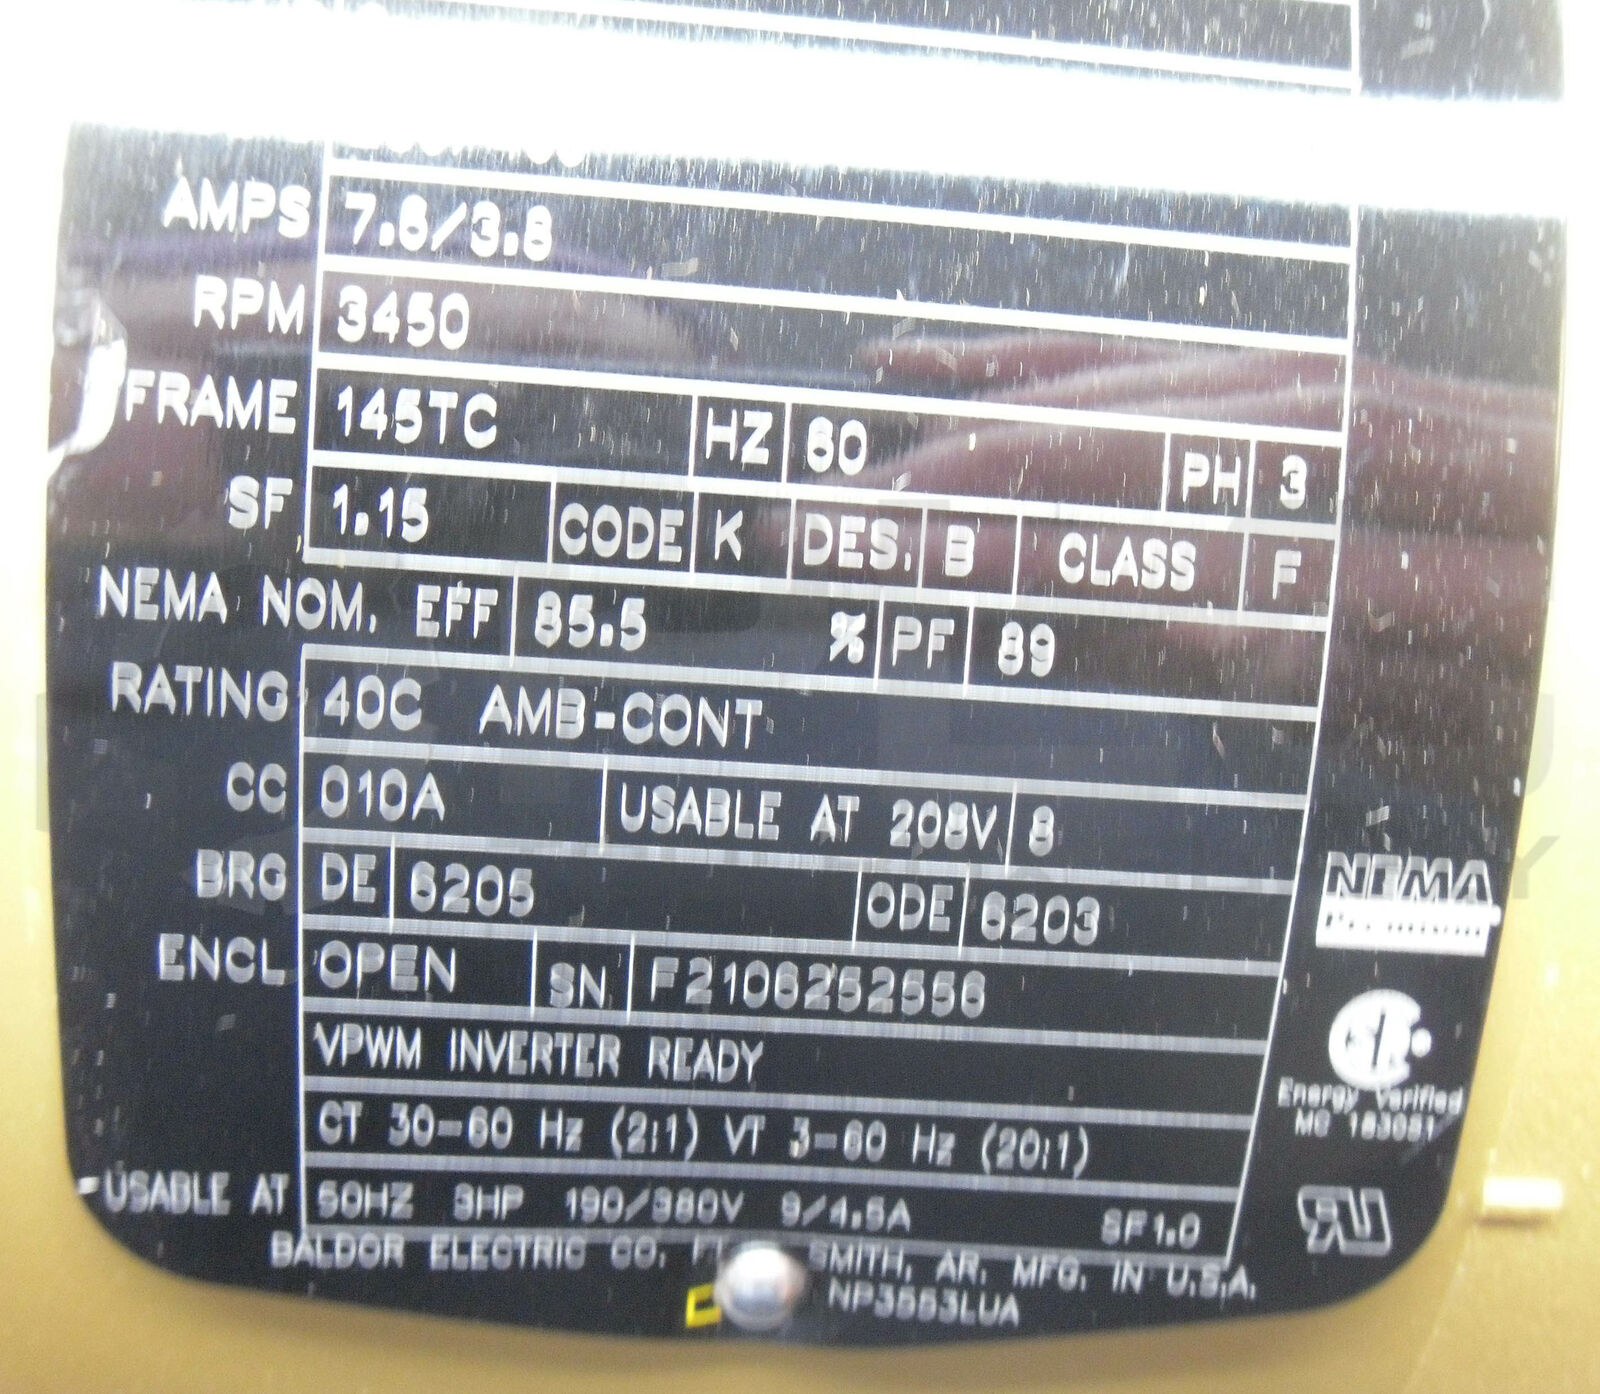 AMPS 7.6/3.8
RPM 3450
FRAME 145TC HZ 60 PH 3
SF 1.15 CODE K DES. B CLASS F
NEMA NOM. EFF 85.5 % PF 89
RATING 40C AMB-CONT
CC 010A USABLE AT 208V 8
BRG DE 6205 ODE 6203
ENCL OPEN SN F2106252556
VPWM INVERTER READY
CT 30-60 Hz (2:1) VT 3-60 Hz (20:1)
USABLE AT 50HZ 3HP 190/380V 9/4.5A SF1.0
BALDOR ELECTRIC CO. SMITH, AR. MFG. IN U.S.A.
NP3553LUA
NEMA
Premium
Energy Verified
MC